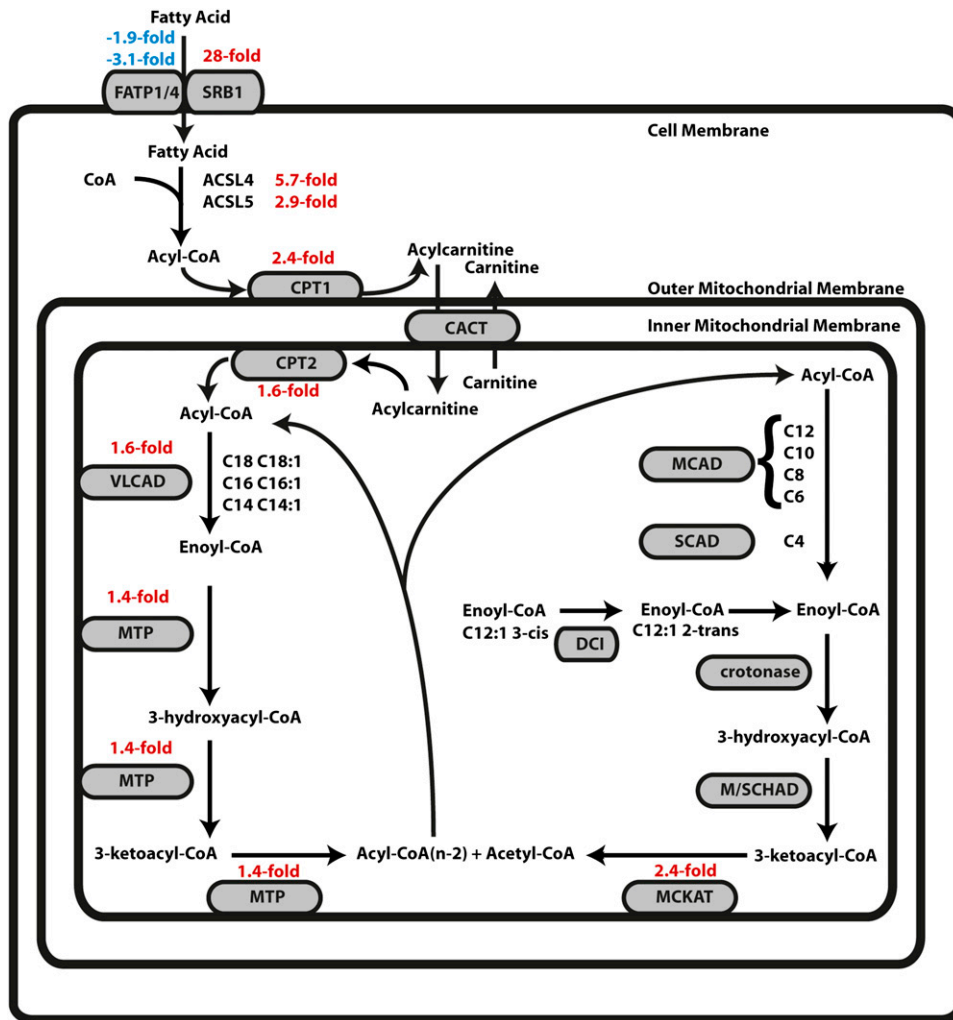 Fatty Acid
-1.9-fold
-3.1-fold
28-fold
FATP1/4
SRB1
Cell Membrane
Fatty Acid
CoA
ACSL4 5.7-fold
ACSL5 2.9-fold
Acyl-CoA
2.4-fold
CPT1
Acylcarnitine
Carnitine
Outer Mitochondrial Membrane
CACT
Inner Mitochondrial Membrane
CPT2
1.6-fold
Acylcarnitine
Carnitine
Acyl-CoA
1.6-fold
VLCAD
C18 C18:1
C16 C16:1
C14 C14:1
Enoyl-CoA
1.4-fold
MTP
3-hydroxyacyl-CoA
1.4-fold
MTP
3-ketoacyl-CoA
1.4-fold
MTP
Acyl-CoA(n-2) + Acetyl-CoA
Acyl-CoA
MCAD
C12
C10
C8
C6
SCAD
C4
Enoyl-CoA
C12:1 3-cis
DCI
Enoyl-CoA
C12:1 2-trans
Enoyl-CoA
crotonase
3-hydroxyacyl-CoA
M/SCHAD
3-ketoacyl-CoA
2.4-fold
MCKAT